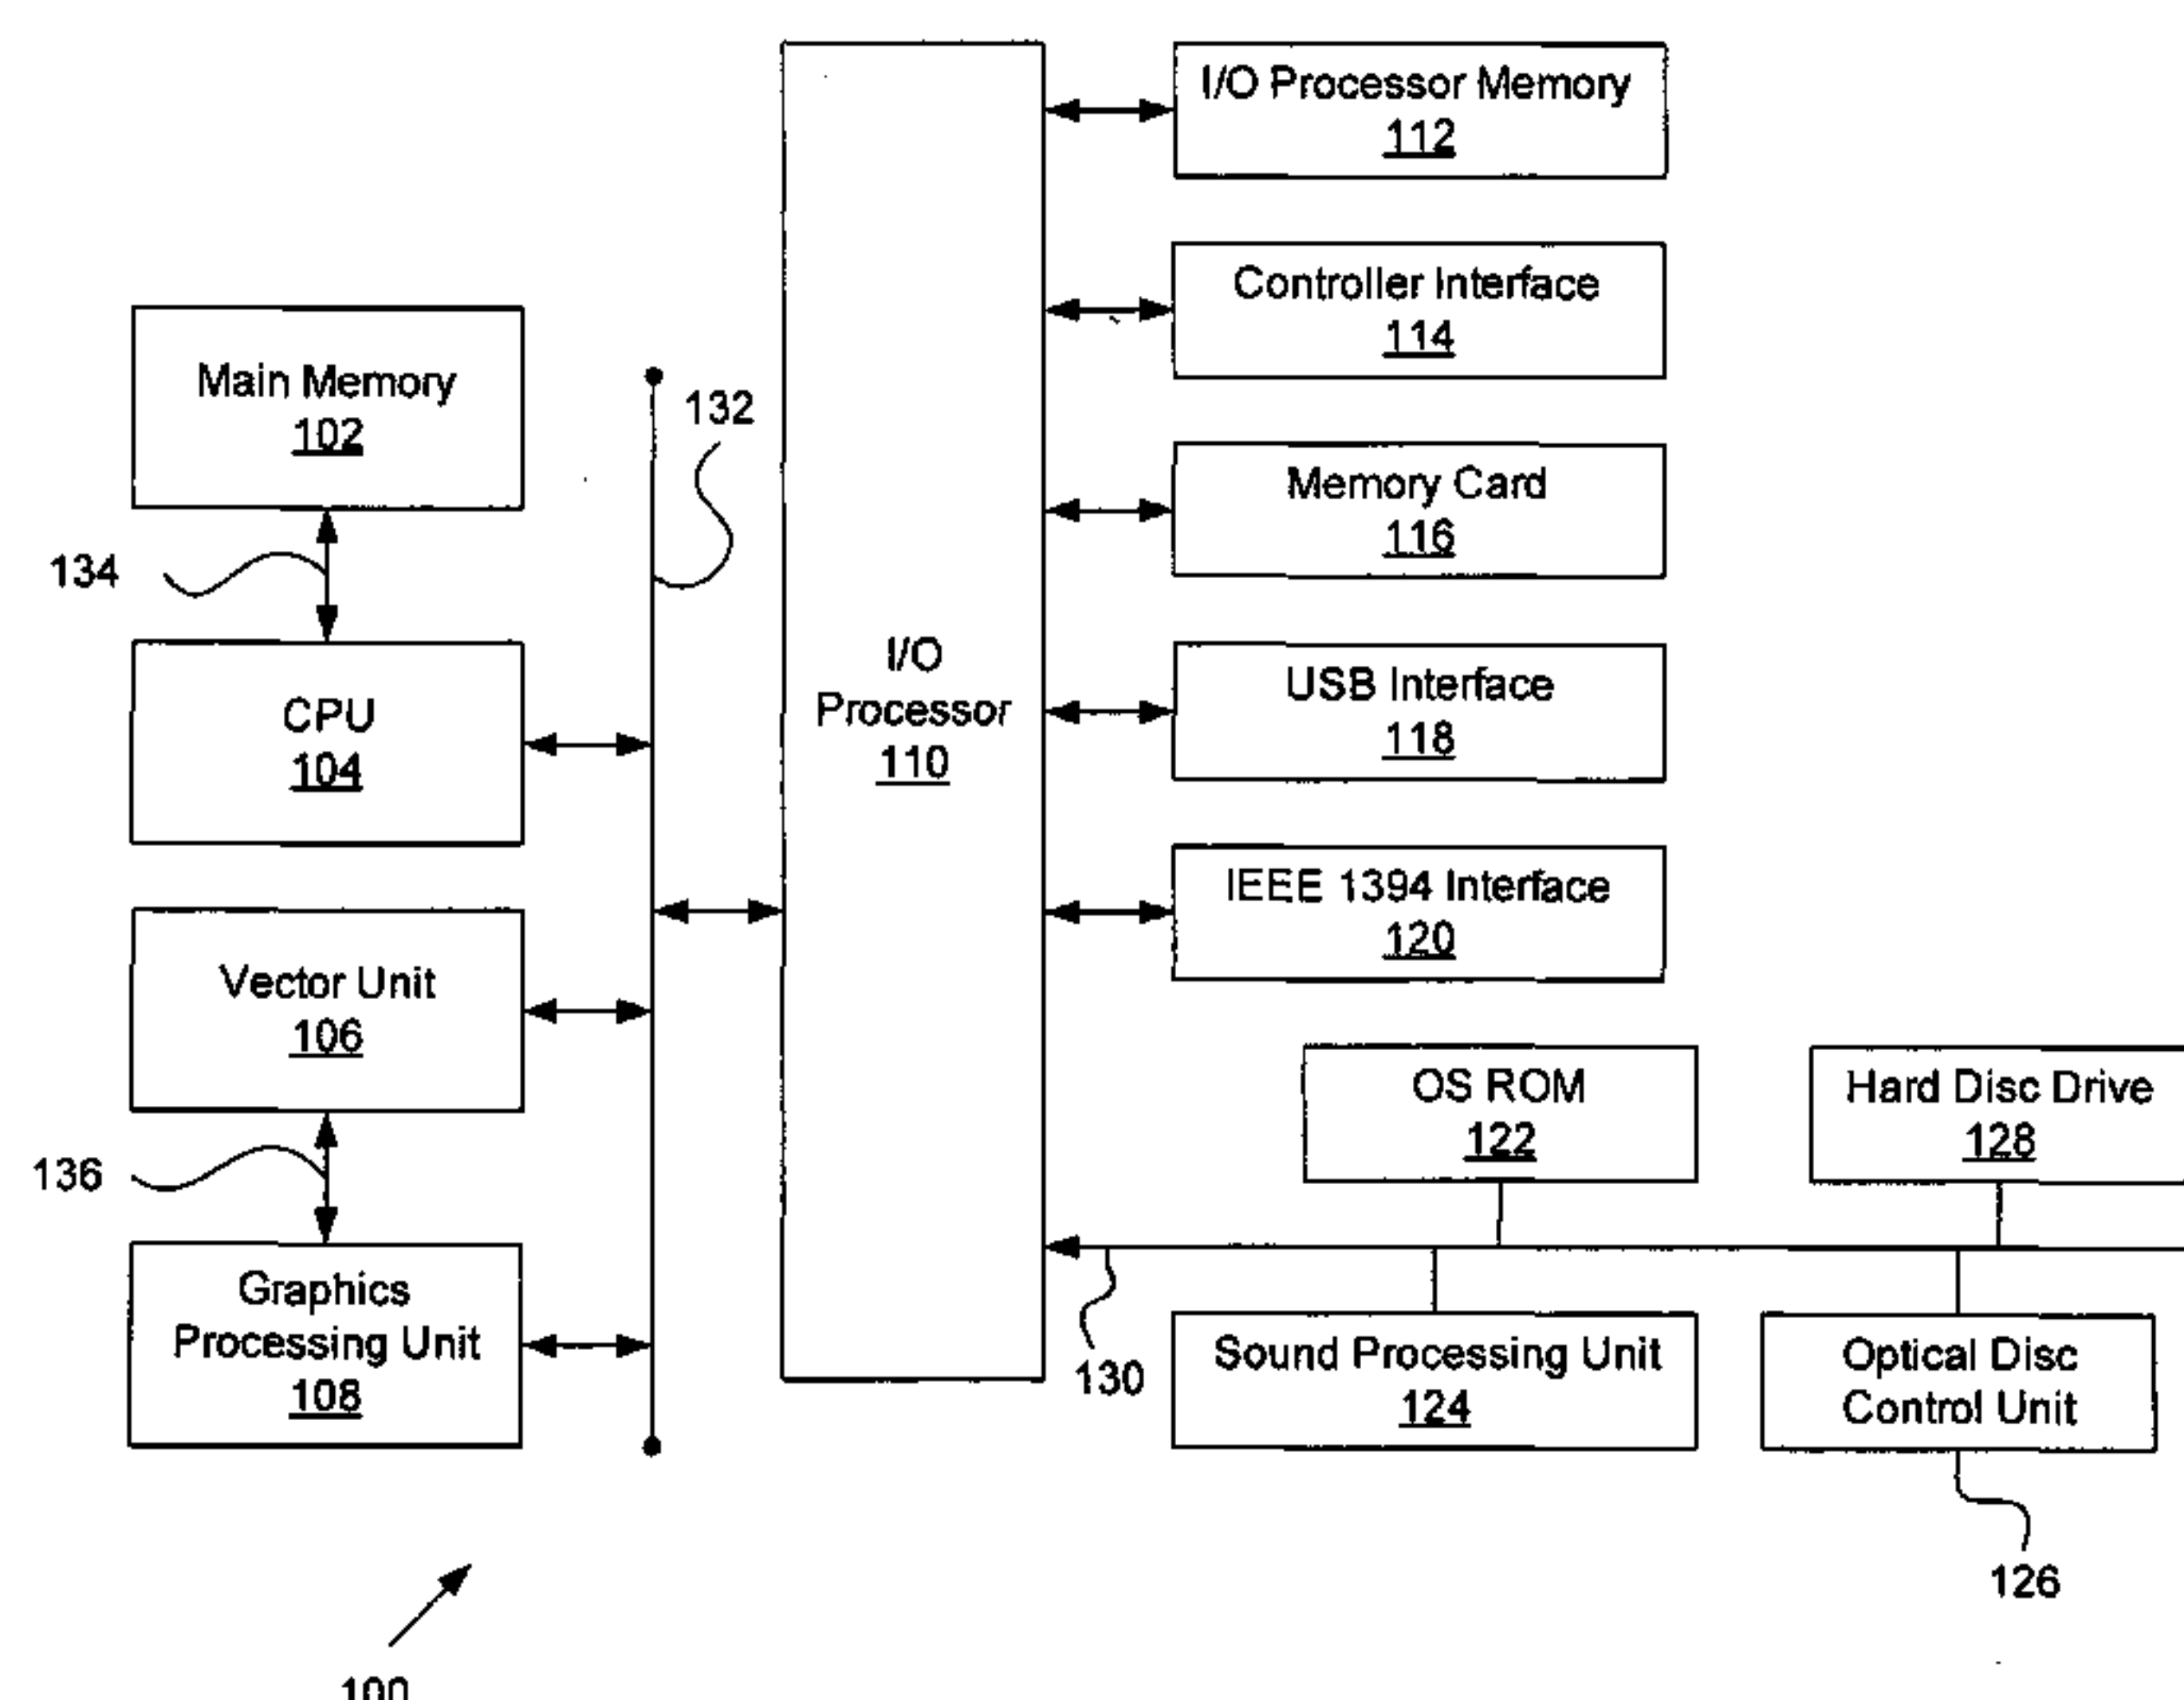 I/O Processor Memory
112
Controller Interface
114
Main Memory
102
132
Memory Card
116
134
I/O
Processor
110
USB Interface
118
CPU
104
IEEE 1394 Interface
120
Vector Unit
106
OS ROM
122
Hard Disc Drive
128
136
Graphics
Processing Unit
108
130
Sound Processing Unit
124
Optical Disc
Control Unit
126
100